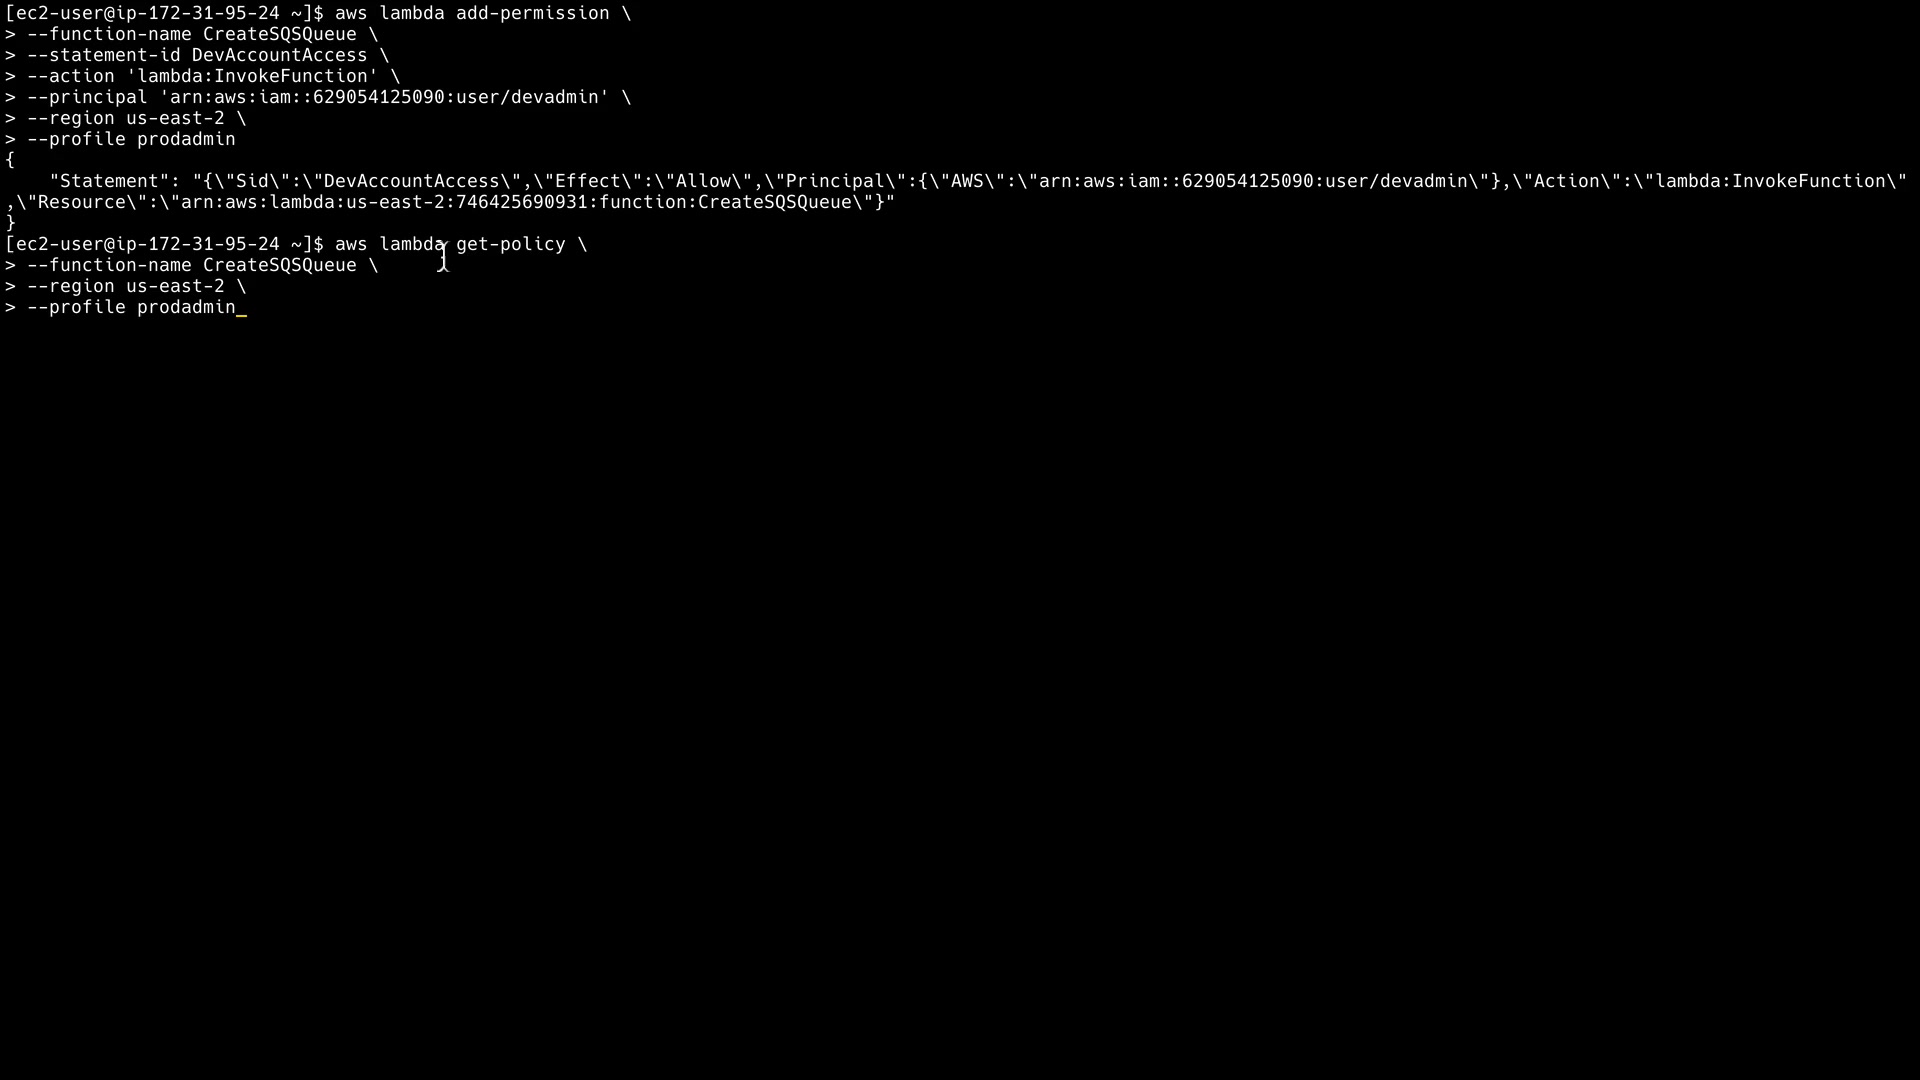 [ec2-user@ip-172-31-95-24 ~]$ aws lambda add-permission \
> --function-name CreateSQSQueue \
> --statement-id DevAccountAccess \
> --action 'lambda:InvokeFunction' \
> --principal 'arn:aws:iam::629054125090:user/devadmin' \
> --region us-east-2 \
> --profile prodadmin
{
    "Statement": "{\"Sid\":\"DevAccountAccess\",\"Effect\":\"Allow\",\"Principal\":{\"AWS\":\"arn:aws:iam::629054125090:user/devadmin\"},\"Action\":\"lambda:InvokeFunction\"
,\"Resource\":\"arn:aws:lambda:us-east-2:746425690931:function:CreateSQSQueue\"}"
}
[ec2-user@ip-172-31-95-24 ~]$ aws lambda get-policy \
> --function-name CreateSQSQueue \
> --region us-east-2 \
> --profile prodadmin_